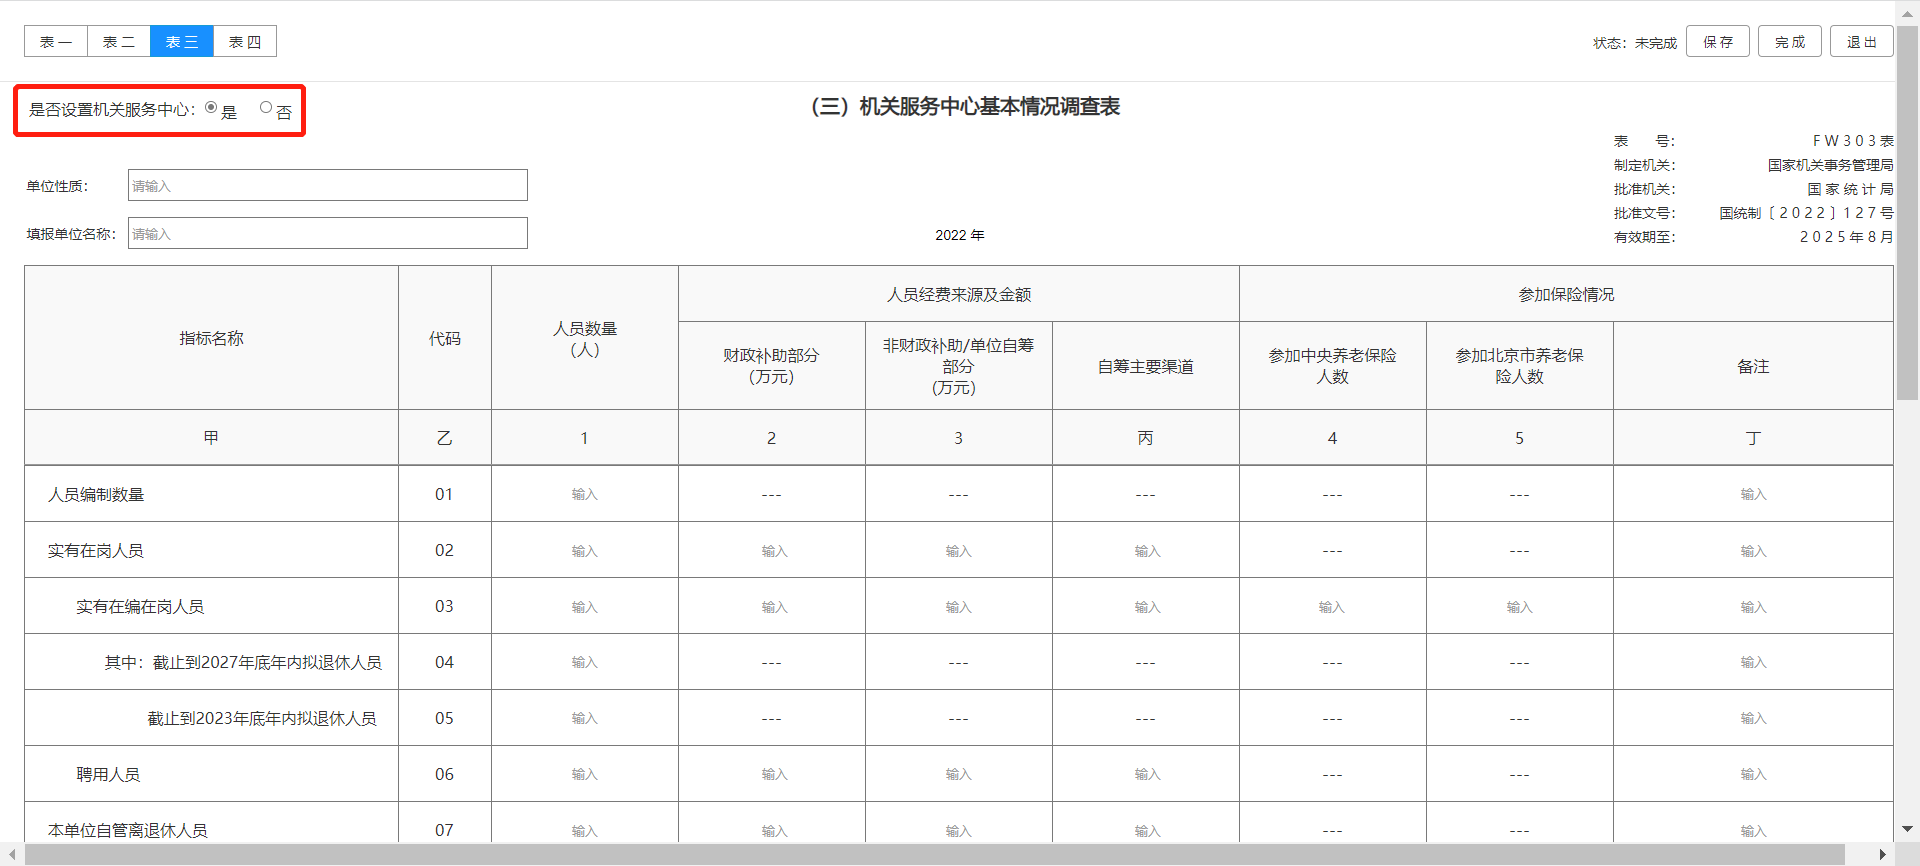 表一 表二 表三 表四 状态：未完成 保存 完成 退出
是否设置机关服务中心： 是 否
（三）机关服务中心基本情况调查表
表 号： FW303表
制定机关： 国家机关事务管理局
单位性质： 请输入
批准机关： 国家统计局
批准文号： 国统制〔2022〕127号
填报单位名称： 请输入
2022 年
有效期至： 2025年8月
指标名称 代码 人员数量（人） 人员经费来源及金额 参加保险情况
财政补助部分（万元） 非财政补助/单位自筹部分（万元） 自筹主要渠道 参加中央养老保险人数 参加北京市养老保险人数 备注
甲 乙 1 2 3 丙 4 5 丁
人员编制数量 01 输入 --- --- --- --- --- 输入
实有在岗人员 02 输入 输入 输入 输入 --- --- 输入
实有在编在岗人员 03 输入 输入 输入 输入 输入 输入 输入
其中：截止到2027年底年内拟退休人员 04 输入 --- --- --- --- --- 输入
截止到2023年底年内拟退休人员 05 输入 --- --- --- --- --- 输入
聘用人员 06 输入 输入 输入 输入 --- --- 输入
本单位自管离退休人员 07 输入 输入 输入 输入 --- --- 输入